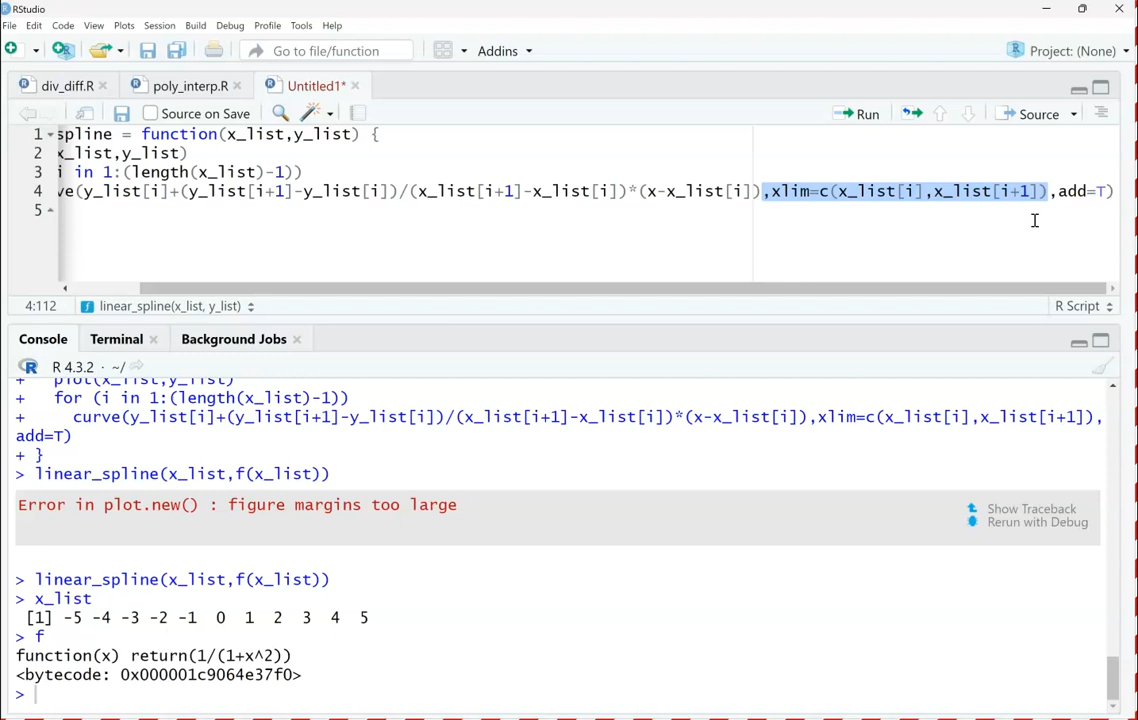 RStudio
File Edit Code View Plots Session Build Debug Profile Tools Help
Go to file/function Addins Project: (None)
div_diff.R poly_interp.R Untitled1*
Source on Save Run Source
1 spline = function(x_list,y_list) {
2 x_list,y_list)
3 i in 1:(length(x_list)-1))
4 ve(y_list[i]+(y_list[i+1]-y_list[i])/(x_list[i+1]-x_list[i])*(x-x_list[i]),xlim=c(x_list[i],x_list[i+1]),add=T)
5
4:112 linear_spline(x_list, y_list) R Script
Console Terminal Background Jobs
R 4.3.2 · ~/
+ plot(x_list,y_list)
+ for (i in 1:(length(x_list)-1))
+ curve(y_list[i]+(y_list[i+1]-y_list[i])/(x_list[i+1]-x_list[i])*(x-x_list[i]),xlim=c(x_list[i],x_list[i+1]),
add=T)
+ }
> linear_spline(x_list,f(x_list))
Error in plot.new() : figure margins too large
Show Traceback
Rerun with Debug
> linear_spline(x_list,f(x_list))
> x_list
[1] -5 -4 -3 -2 -1 0 1 2 3 4 5
> f
function(x) return(1/(1+x^2))
<bytecode: 0x000001c9064e37f0>
>